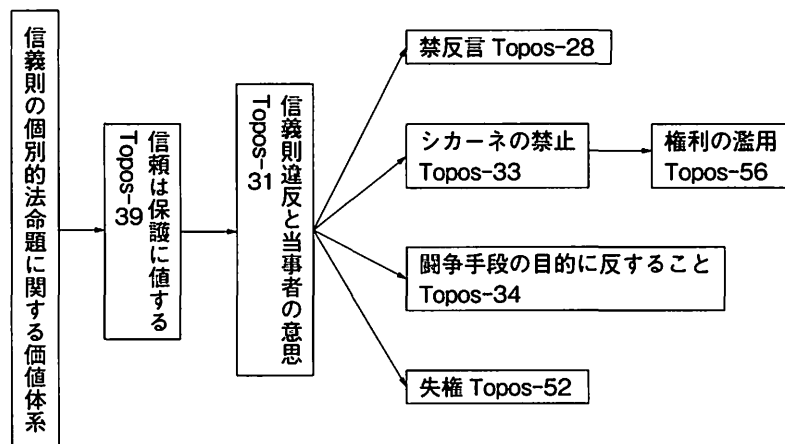 信義則の個別的法命題に関する価値体系
信頼は保護に値する
Topos-39
信義則違反と当事者の意思
Topos-31
禁反言 Topos-28
シカーネの禁止
Topos-33
権利の濫用
Topos-56
闘争手段の目的に反すること
Topos-34
失権 Topos-52